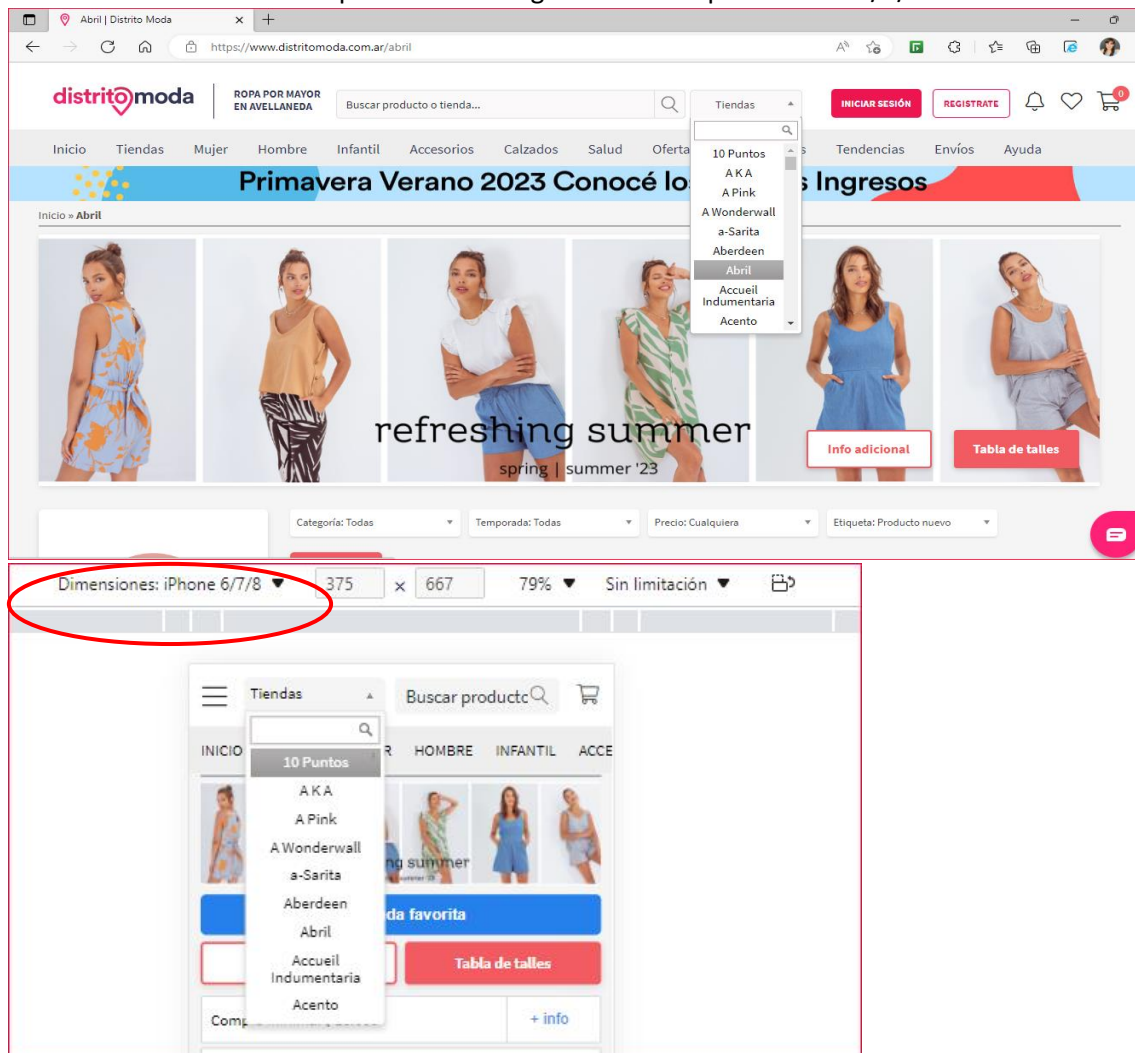 Abril | Distrito Moda
https://www.distritomoda.com.ar/abril
distritomoda
ROPA POR MAYOR
EN AVELLANEDA
Buscar producto o tienda...
Tiendas
INICIAR SESIÓN
REGISTRATE
0
Inicio Tiendas Mujer Hombre Infantil Accesorios Calzados Salud Oferta s Tendencias Envíos Ayuda
10 Puntos
A K A
A Pink
A Wonderwall
a-Sarita
Aberdeen
Abril
Accueil
Indumentaria
Acento
Primavera Verano 2023 Conocé lo s Ingresos
Inicio » Abril
refreshing summer
spring | summer '23
Info adicional
Tabla de talles
Categoría: Todas
Temporada: Todas
Precio: Cualquiera
Etiqueta: Producto nuevo
Dimensiones: iPhone 6/7/8
375 x 667
79%
Sin limitación
Tiendas
Buscar productc
INICIO R HOMBRE INFANTIL ACCE
10 Puntos
A K A
A Pink
A Wonderwall
a-Sarita
Aberdeen
Abril
Accueil
Indumentaria
Acento
ng summer
da favorita
Tabla de talles
Comp
+ info